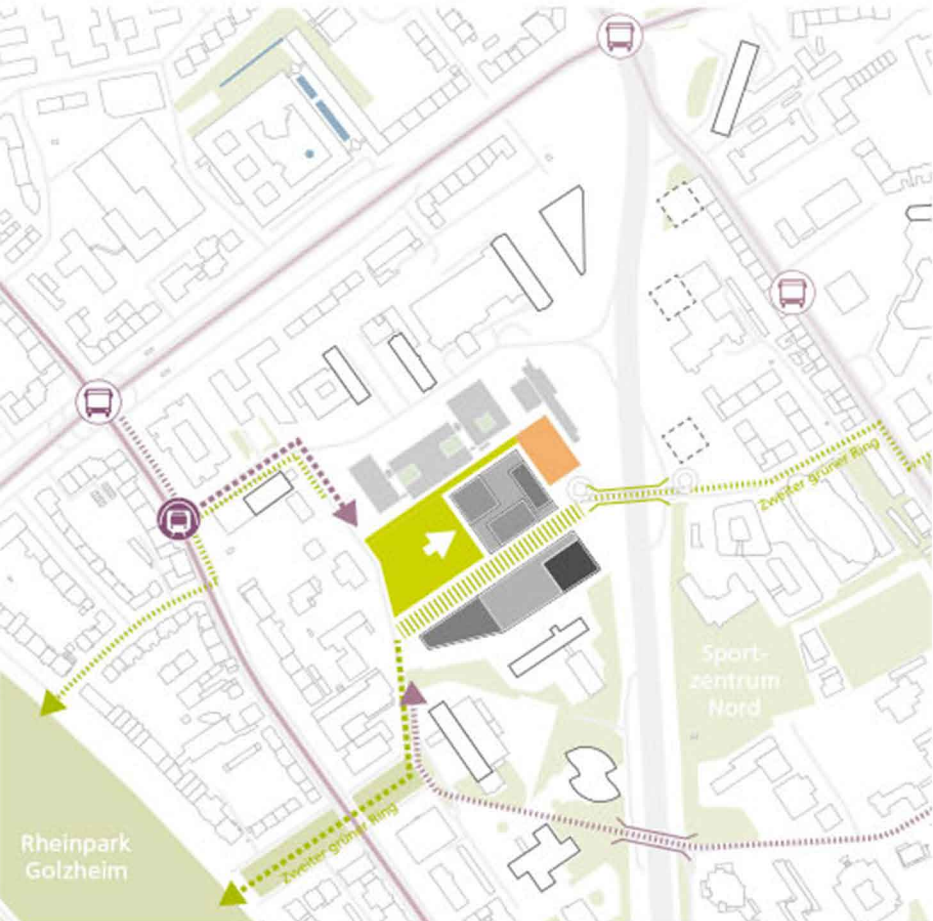 Zweiter grüner Ring
Sport-
zentrum
Nord
Rheinpark
Golzheim
Zweiter grüner Ring